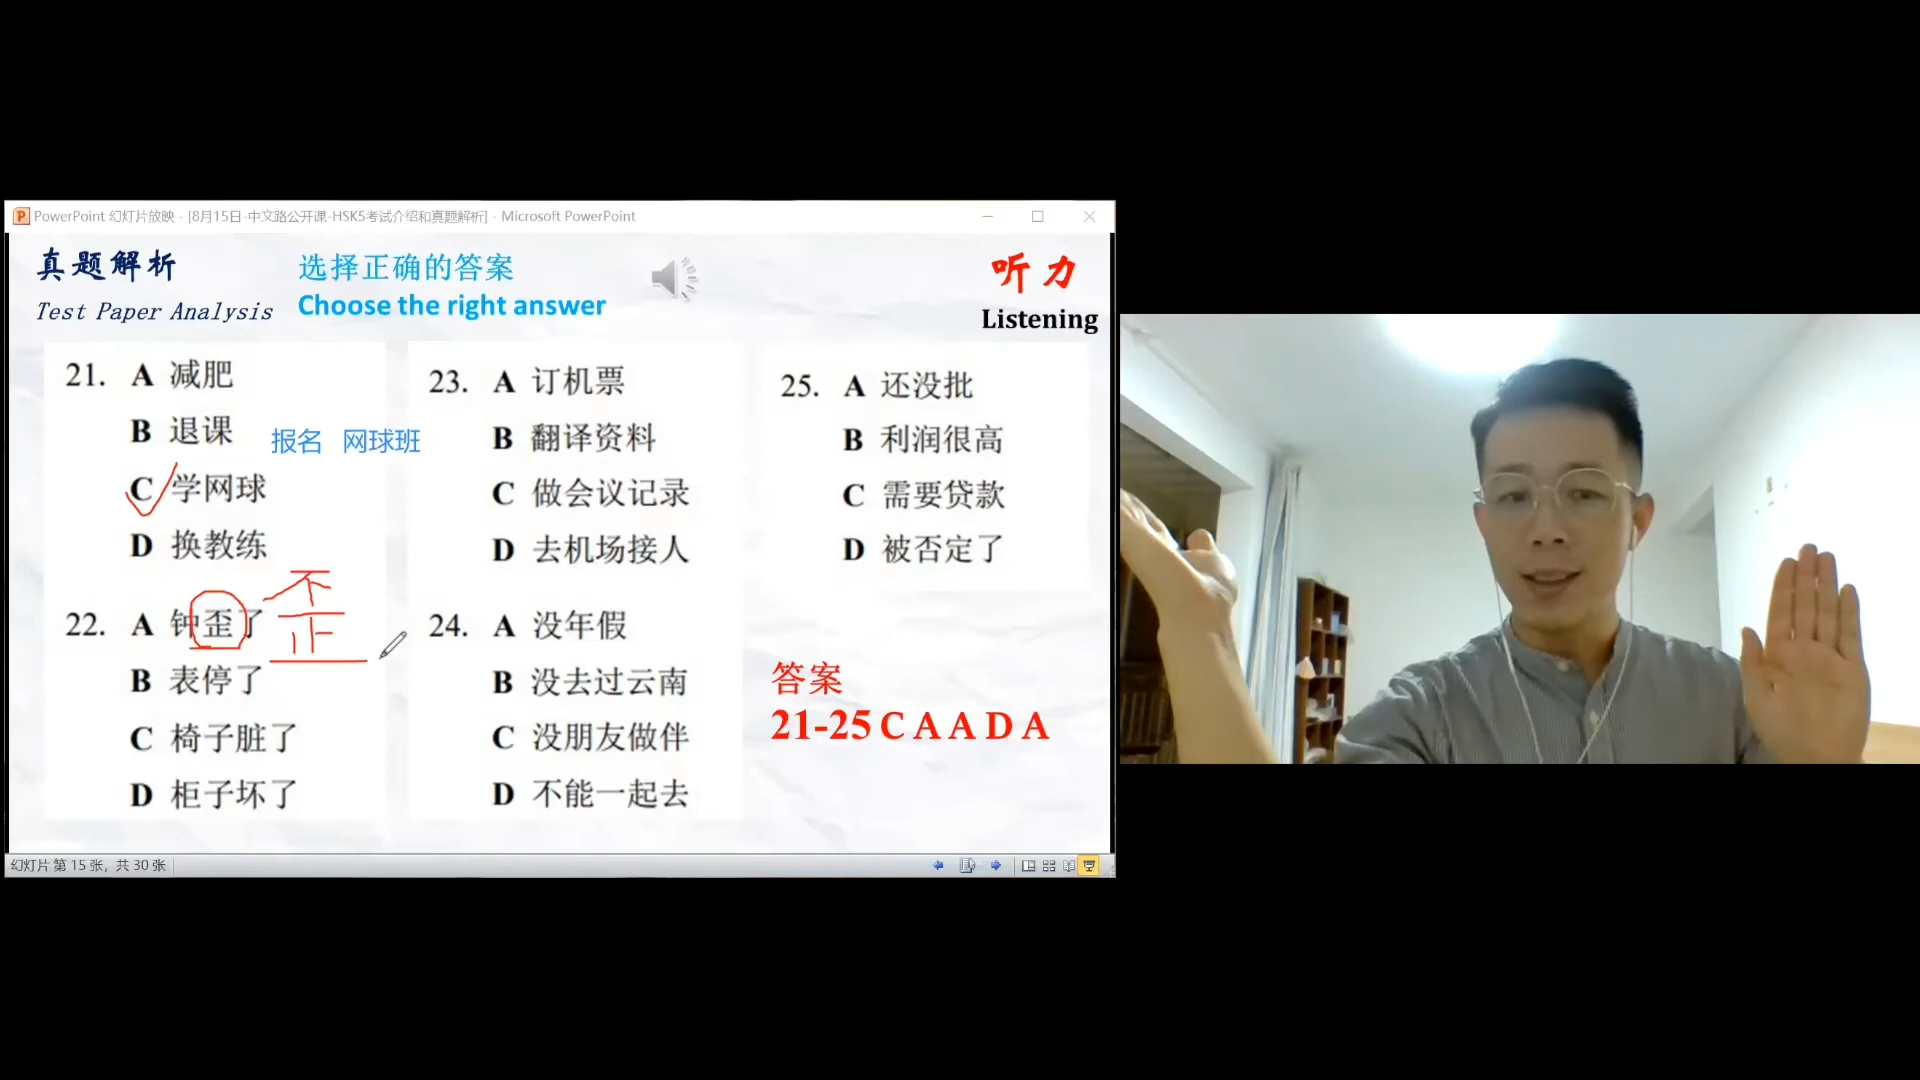 PowerPoint 幻灯片放映 - [8月15日-中文路公开课-HSK5考试介绍和真题解析] - Microsoft PowerPoint
真题解析
Test Paper Analysis
选择正确的答案
Choose the right answer
听力
Listening
21. A 减肥
B 退课
报名 网球班
C 学网球
D 换教练
22. A 钟歪了
不
正
B 表停了
C 椅子脏了
D 柜子坏了
23. A 订机票
B 翻译资料
C 做会议记录
D 去机场接人
24. A 没年假
B 没去过云南
C 没朋友做伴
D 不能一起去
25. A 还没批
B 利润很高
C 需要贷款
D 被否定了
答案
21-25 C A A D A
幻灯片 第 15 张，共 30 张